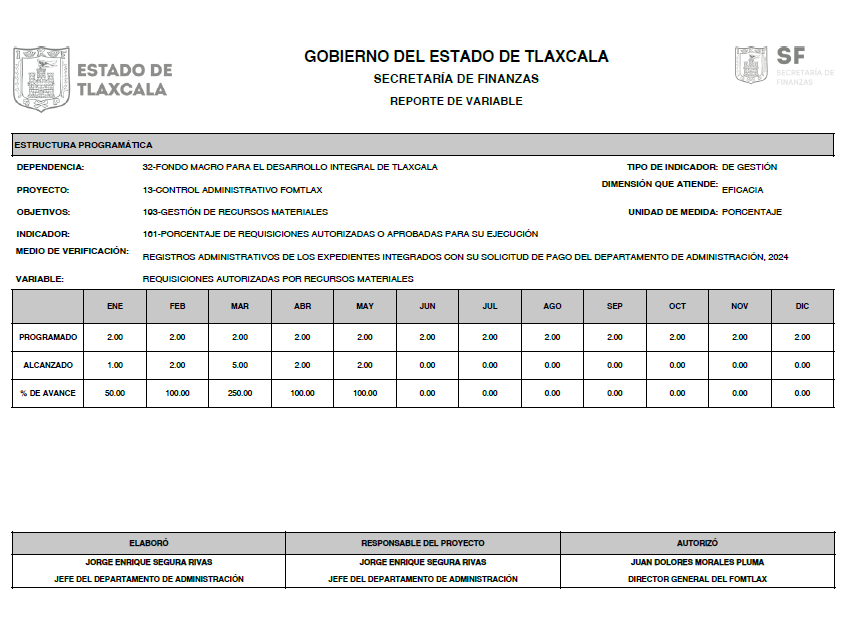 ESTADO DE
TLAXCALA
GOBIERNO DEL ESTADO DE TLAXCALA
SECRETARÍA DE FINANZAS
REPORTE DE VARIABLE
SF
SECRETARÍA DE
FINANZAS
ESTRUCTURA PROGRAMÁTICA
DEPENDENCIA: 32-FONDO MACRO PARA EL DESARROLLO INTEGRAL DE TLAXCALA TIPO DE INDICADOR: DE GESTIÓN
PROYECTO: 13-CONTROL ADMINISTRATIVO FOMTLAX DIMENSIÓN QUE ATIENDE: EFICACIA
OBJETIVOS: 193-GESTIÓN DE RECURSOS MATERIALES UNIDAD DE MEDIDA: PORCENTAJE
INDICADOR: 161-PORCENTAJE DE REQUISICIONES AUTORIZADAS O APROBADAS PARA SU EJECUCIÓN
MEDIO DE VERIFICACIÓN: REGISTROS ADMINISTRATIVOS DE LOS EXPEDIENTES INTEGRADOS CON SU SOLICITUD DE PAGO DEL DEPARTAMENTO DE ADMINISTRACIÓN, 2024
VARIABLE: REQUISICIONES AUTORIZADAS POR RECURSOS MATERIALES
ENE FEB MAR ABR MAY JUN JUL AGO SEP OCT NOV DIC
PROGRAMADO 2.00 2.00 2.00 2.00 2.00 2.00 2.00 2.00 2.00 2.00 2.00 2.00
ALCANZADO 1.00 2.00 5.00 2.00 2.00 0.00 0.00 0.00 0.00 0.00 0.00 0.00
% DE AVANCE 50.00 100.00 250.00 100.00 100.00 0.00 0.00 0.00 0.00 0.00 0.00 0.00
ELABORÓ RESPONSABLE DEL PROYECTO AUTORIZÓ
JORGE ENRIQUE SEGURA RIVAS JORGE ENRIQUE SEGURA RIVAS JUAN DOLORES MORALES PLUMA
JEFE DEL DEPARTAMENTO DE ADMINISTRACIÓN JEFE DEL DEPARTAMENTO DE ADMINISTRACIÓN DIRECTOR GENERAL DEL FOMTLAX